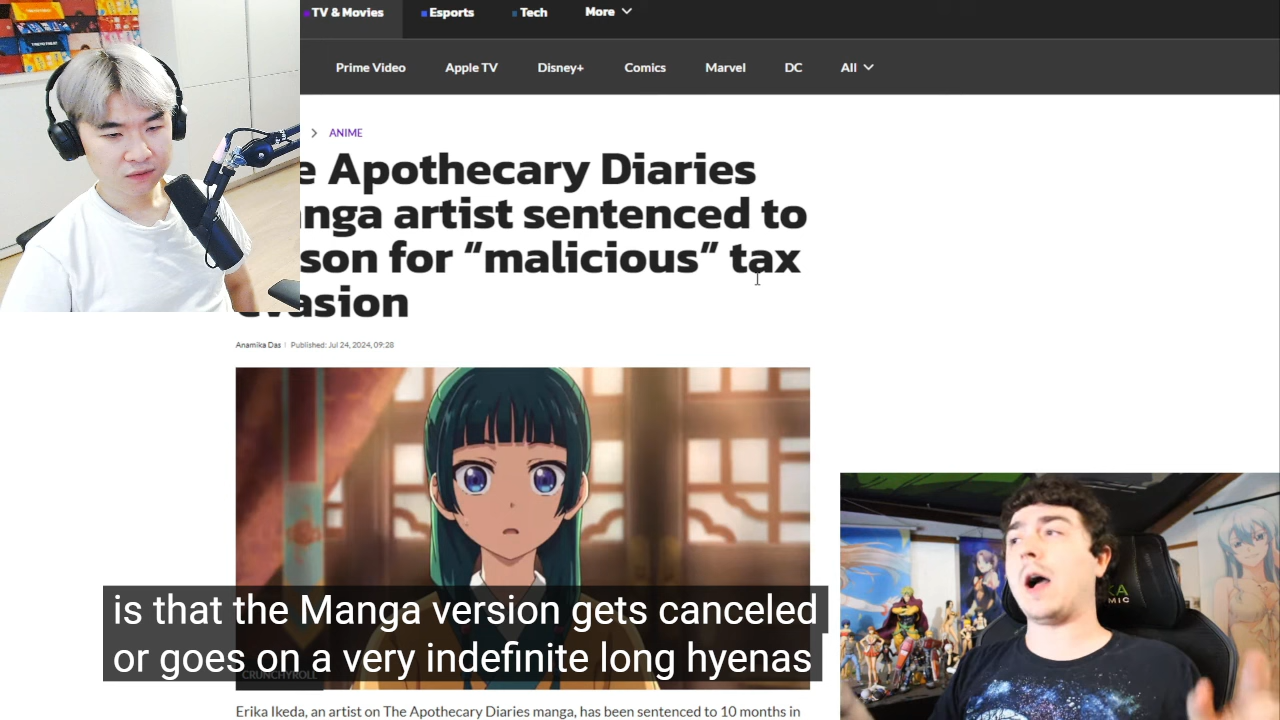 TV & Movies
Esports
Tech
More
Prime Video
Apple TV
Disney+
Comics
Marvel
DC
All
ANIME
e Apothecary Diaries
nga artist sentenced to
son for “malicious” tax
evasion
Anamika Das
Published: Jul 24, 2024, 09:28
is that the Manga version gets canceled
or goes on a very indefinite long hyenas
CRUNCHYROLL
Erika Ikeda, an artist on The Apothecary Diaries manga, has been sentenced to 10 months in